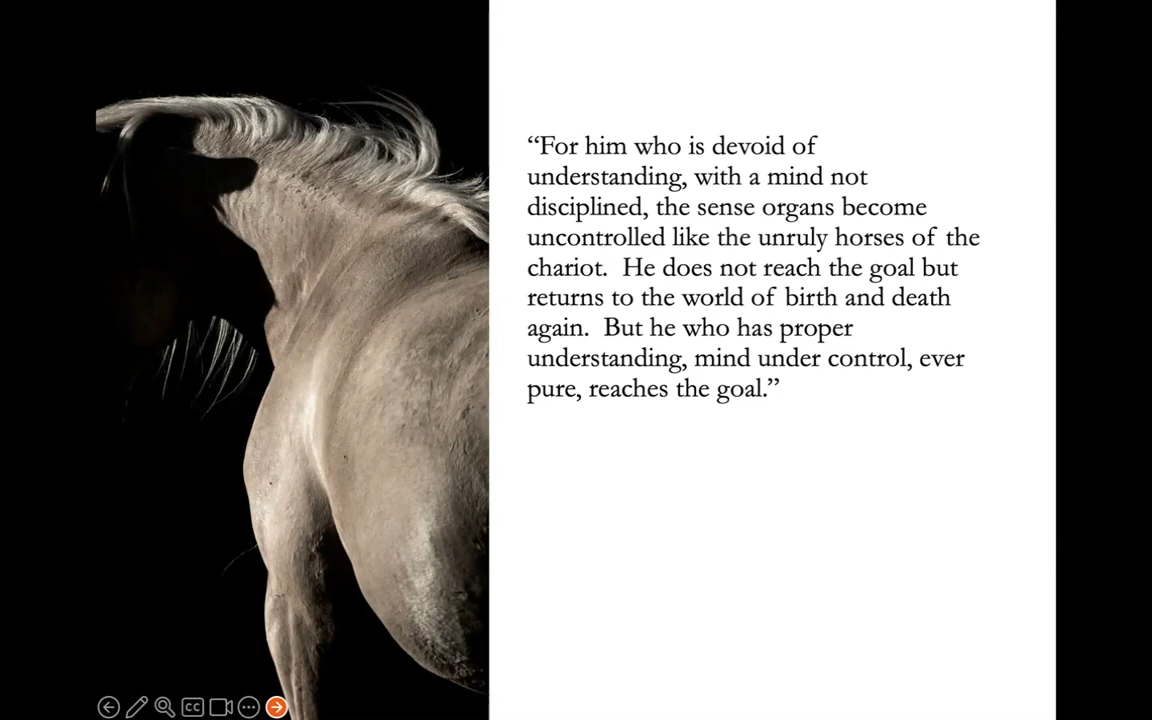 “For him who is devoid of
understanding, with a mind not
disciplined, the sense organs become
uncontrolled like the unruly horses of the
chariot.  He does not reach the goal but
returns to the world of birth and death
again.  But he who has proper
understanding, mind under control, ever
pure, reaches the goal.”
CC